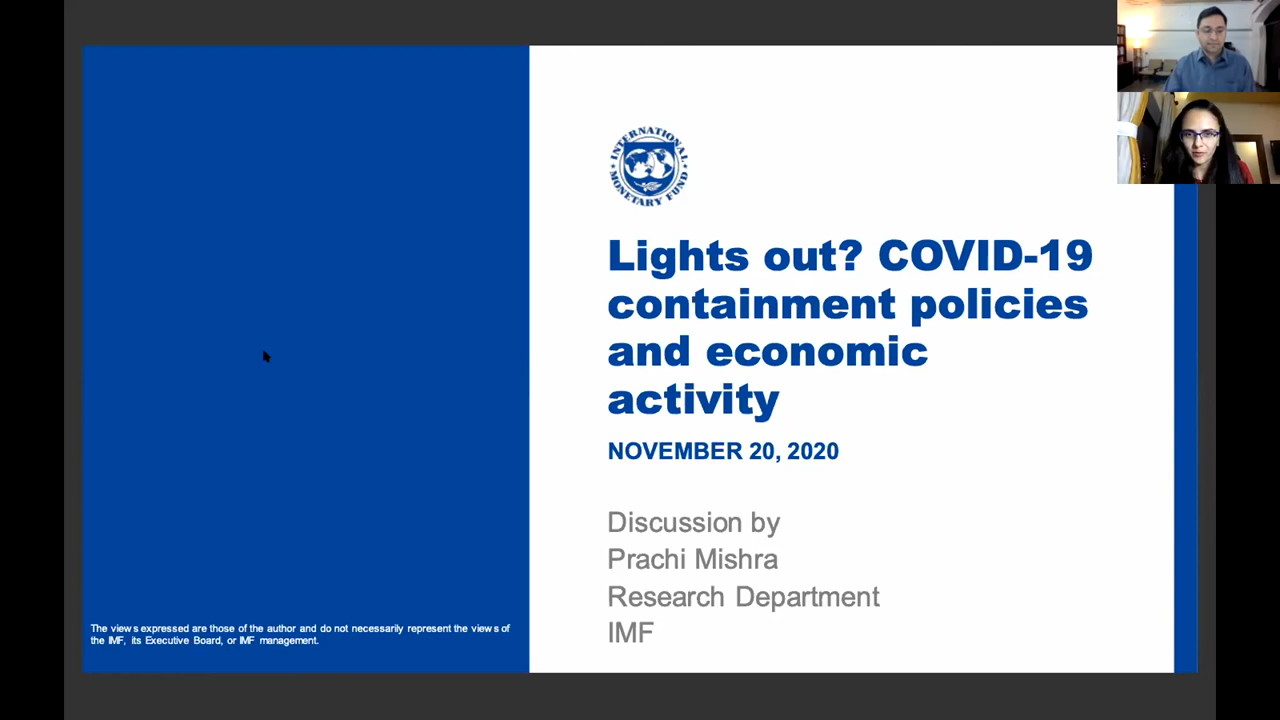 INTERNATIONAL MONETARY FUND
Lights out? COVID-19
containment policies
and economic
activity
NOVEMBER 20, 2020
Discussion by
Prachi Mishra
Research Department
IMF
The views expressed are those of the author and do not necessarily represent the views of
the IMF, its Executive Board, or IMF management.